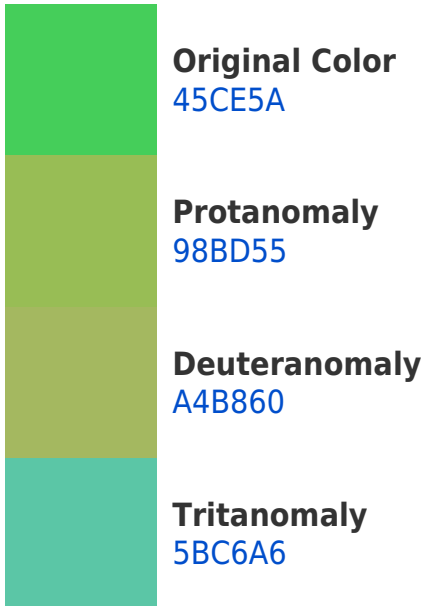 Original Color
45CE5A
Protanomaly
98BD55
Deuteranomaly
A4B860
Tritanomaly
5BC6A6